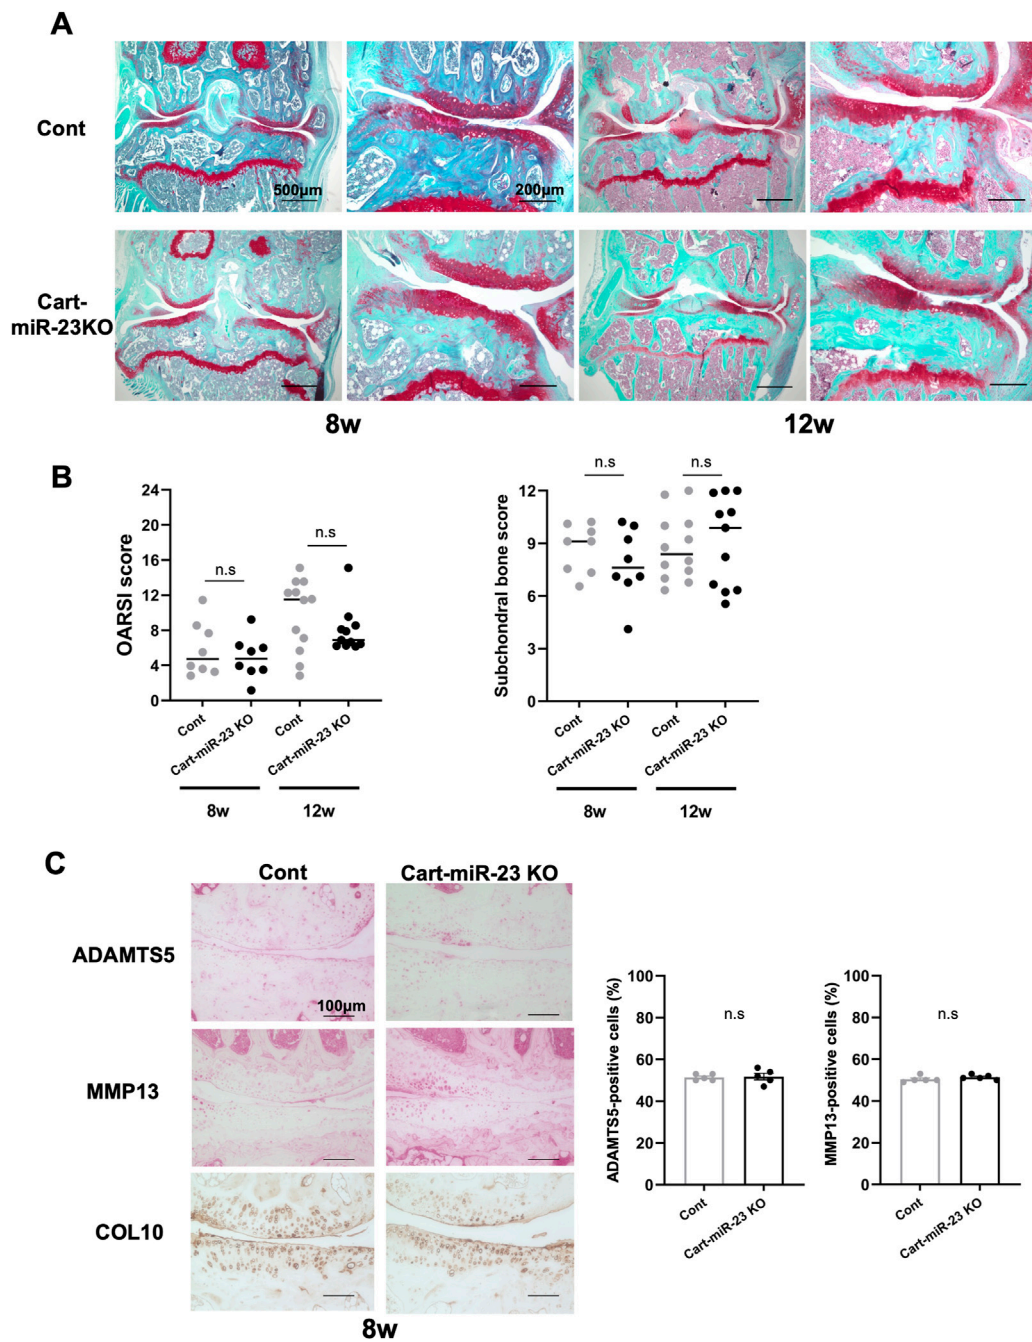 A
Cont
500μm
200μm
Cart-
miR-23KO
8w
12w
B
24
20
16
12
8
4
0
OARSI score
n.s
n.s
Cont
Cart-miR-23 KO
Cont
Cart-miR-23 KO
8w
12w
12
9
6
3
0
Subchondral bone score
n.s
n.s
Cont
Cart-miR-23 KO
Cont
Cart-miR-23 KO
8w
12w
C
Cont
Cart-miR-23 KO
ADAMTS5
100μm
MMP13
COL10
8w
100
80
60
40
20
0
ADAMTS5-positive cells (%)
n.s
Cont
Cart-miR-23 KO
100
80
60
40
20
0
MMP13-positive cells (%)
n.s
Cont
Cart-miR-23 KO